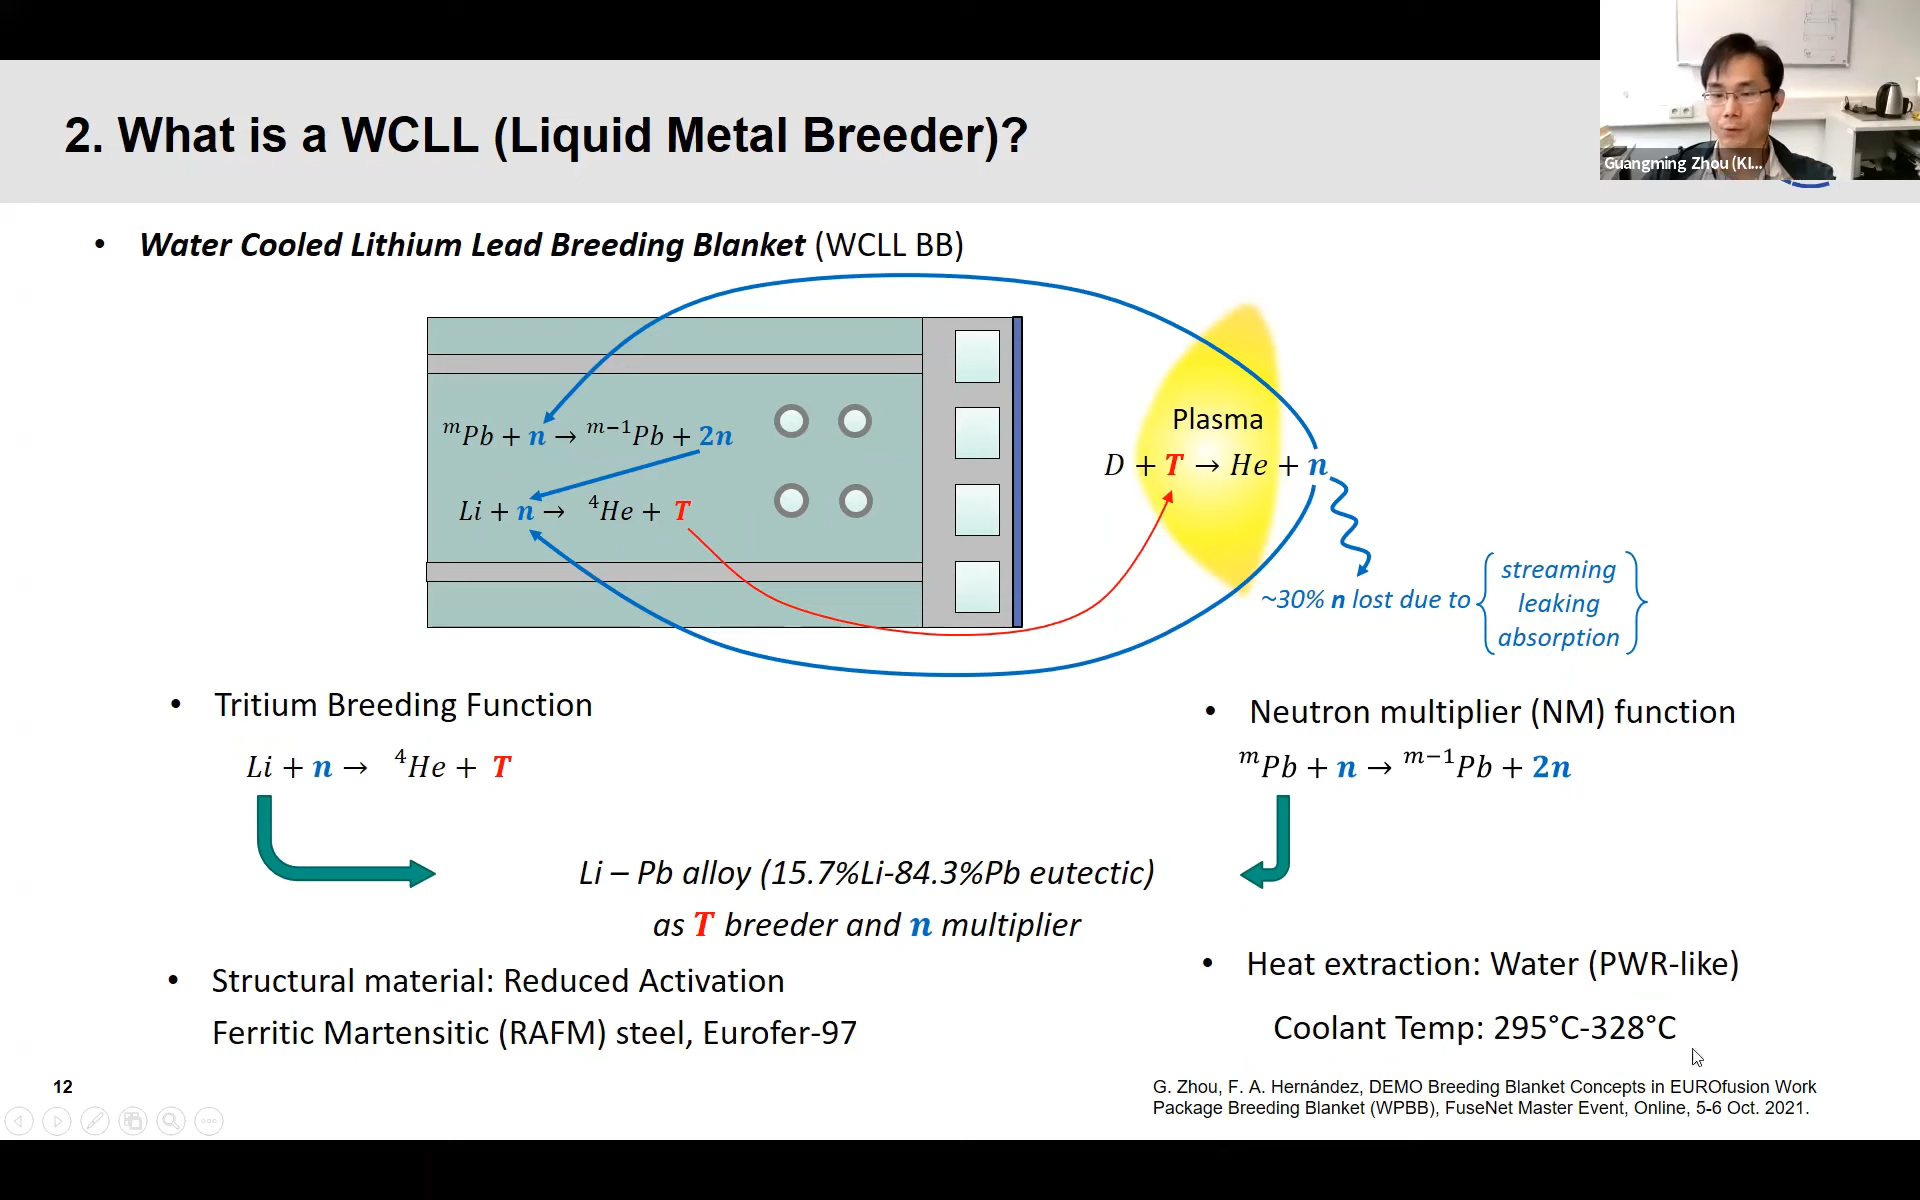 2. What is a WCLL (Liquid Metal Breeder)?
Guangming Zhou (KI...
• Water Cooled Lithium Lead Breeding Blanket (WCLL BB)
Plasma
ᵐPb + n → ᵐ⁻¹Pb + 2n
D + T → He + n
Li + n → ⁴He + T
~30% n lost due to
streaming
leaking
absorption
• Tritium Breeding Function
Li + n → ⁴He + T
• Neutron multiplier (NM) function
ᵐPb + n → ᵐ⁻¹Pb + 2n
Li – Pb alloy (15.7%Li-84.3%Pb eutectic)
as T breeder and n multiplier
• Structural material: Reduced Activation
Ferritic Martensitic (RAFM) steel, Eurofer-97
• Heat extraction: Water (PWR-like)
Coolant Temp: 295°C-328°C
12
G. Zhou, F. A. Hernández, DEMO Breeding Blanket Concepts in EUROfusion Work
Package Breeding Blanket (WPBB), FuseNet Master Event, Online, 5-6 Oct. 2021.